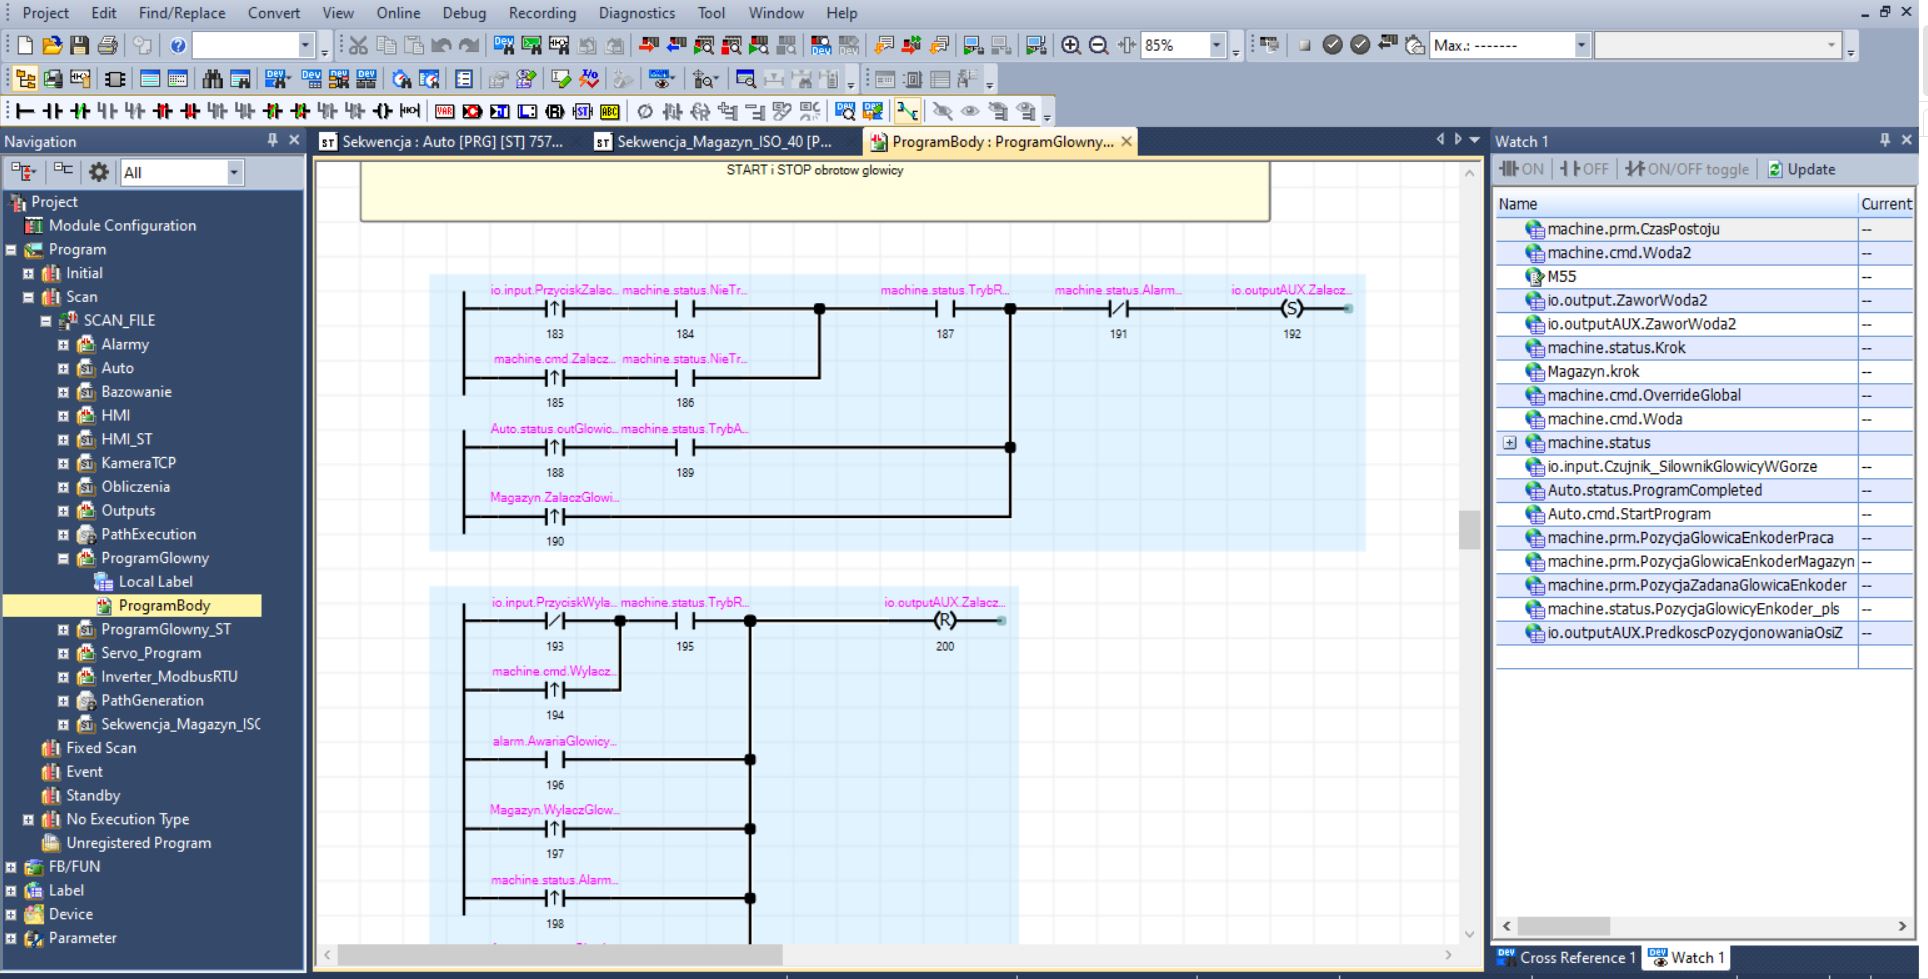 Project Edit Find/Replace Convert View Online Debug Recording Diagnostics Tool Window Help
85%
Max.: -------
Navigation
All
Project
Module Configuration
Program
Initial
Scan
SCAN_FILE
Alarmy
Auto
Bazowanie
HMI
HMI_ST
KameraTCP
Obliczenia
Outputs
PathExecution
ProgramGlowny
Local Label
ProgramBody
ProgramGlowny_ST
Servo_Program
Inverter_ModbusRTU
PathGeneration
Sekwencja_Magazyn_ISC
Fixed Scan
Event
Standby
No Execution Type
Unregistered Program
FB/FUN
Label
Device
Parameter
ST Sekwencja : Auto [PRG] [ST] 757...
ST Sekwencja_Magazyn_ISO_40 [P...
ProgramBody : ProgramGlowny...
START i STOP obrotow glowicy
io.input.PrzyciskZalac... machine.status.NieTr... machine.status.TrybR... machine.status.Alarm... io.outputAUX.Zalacz...
183 184 187 191 192
machine.cmd.Zalacz... machine.status.NieTr...
185 186
Auto.status.outGlowic... machine.status.TrybA...
188 189
Magazyn.ZalaczGlowi...
190
io.input.PrzyciskWyla... machine.status.TrybR... io.outputAUX.Zalacz...
193 195 200
machine.cmd.Wylacz...
194
alarm.AwariaGlowicy...
196
Magazyn.WylaczGlow...
197
machine.status.Alarm...
198
Watch 1
ON OFF ON/OFF toggle Update
Name Current
machine.prm.CzasPostoju --
machine.cmd.Woda2 --
M55 --
io.output.ZaworWoda2 --
io.outputAUX.ZaworWoda2 --
machine.status.Krok --
Magazyn.krok --
machine.cmd.OverrideGlobal --
machine.cmd.Woda --
machine.status
io.input.Czujnik_SilownikGlowicyWGorze --
Auto.status.ProgramCompleted --
Auto.cmd.StartProgram --
machine.prm.PozycjaGlowicaEnkoderPraca --
machine.prm.PozycjaGlowicaEnkoderMagazyn --
machine.prm.PozycjaZadanaGlowicaEnkoder --
machine.status.PozycjaGlowicyEnkoder_pls --
io.outputAUX.PredkoscPozycjonowaniaOsiZ --
Cross Reference 1 Watch 1